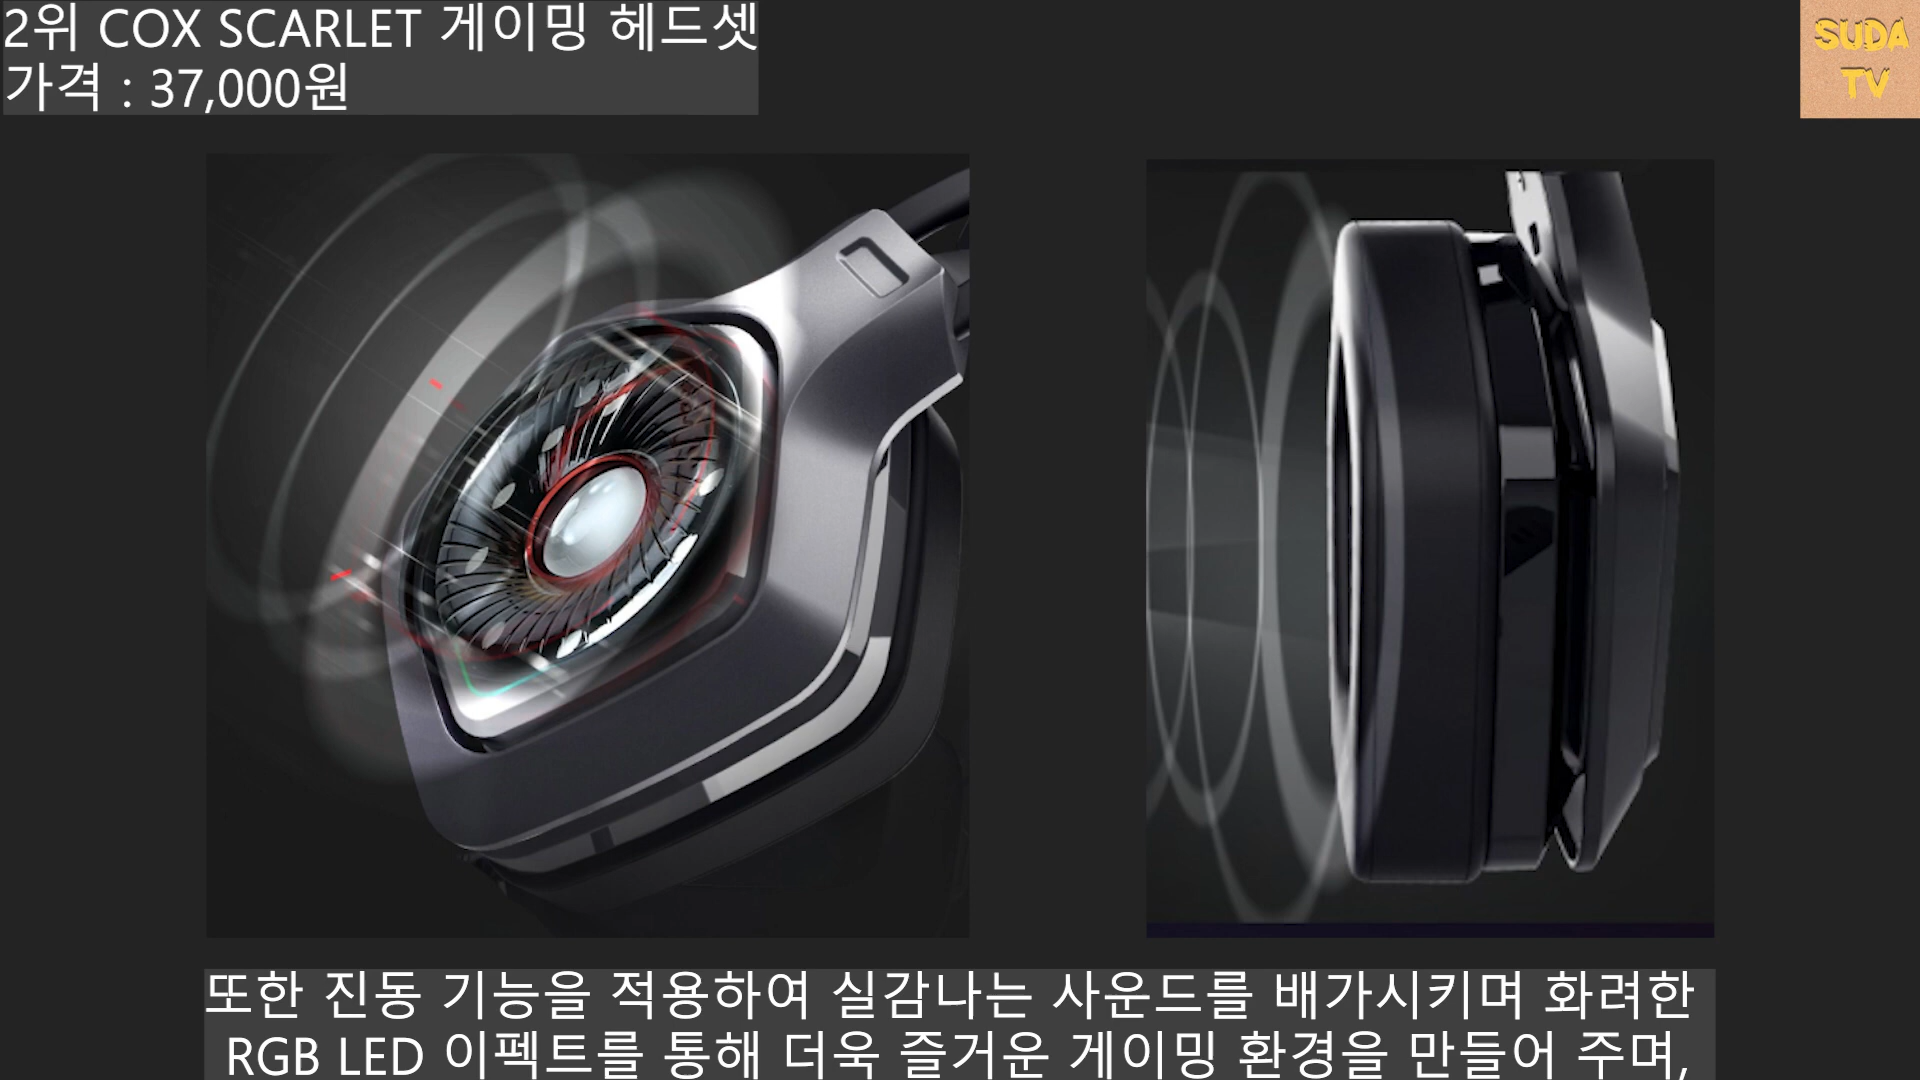 2위 COX SCARLET 게이밍 헤드셋
가격 : 37,000원
SUDA
TV
또한 진동 기능을 적용하여 실감나는 사운드를 배가시키며 화려한
RGB LED 이펙트를 통해 더욱 즐거운 게이밍 환경을 만들어 주며,